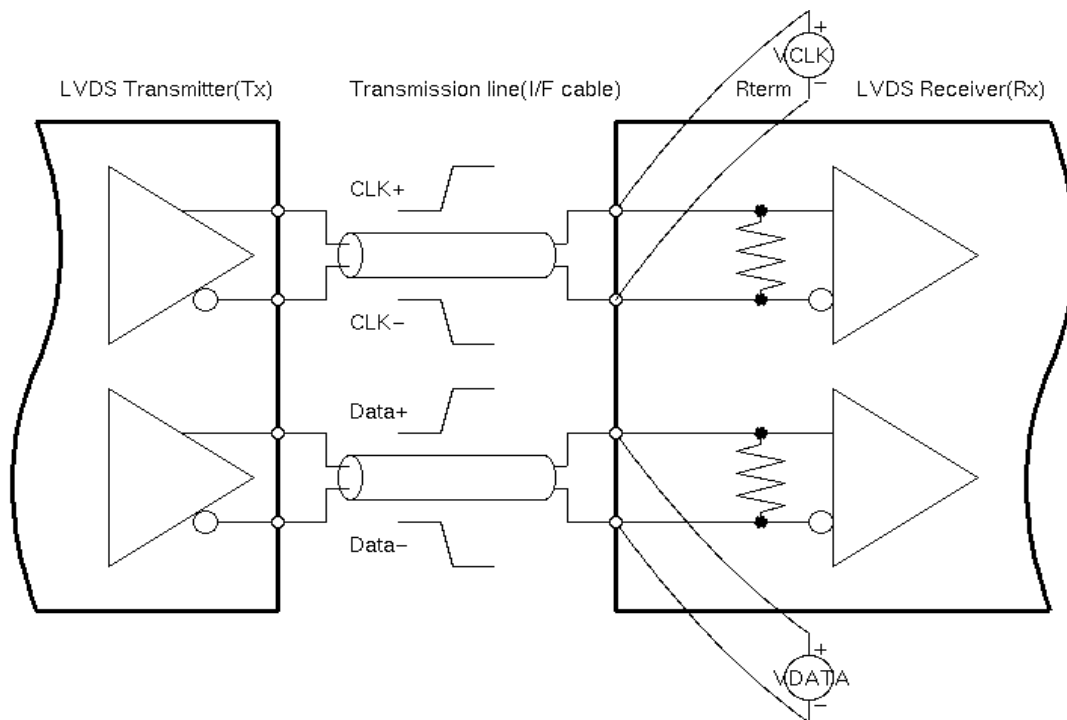 +
VCLK
−
LVDS Transmitter(Tx)
Transmission line(I/F cable)
Rterm
LVDS Receiver(Rx)
CLK+
CLK−
Data+
Data−
+
VDATA
−